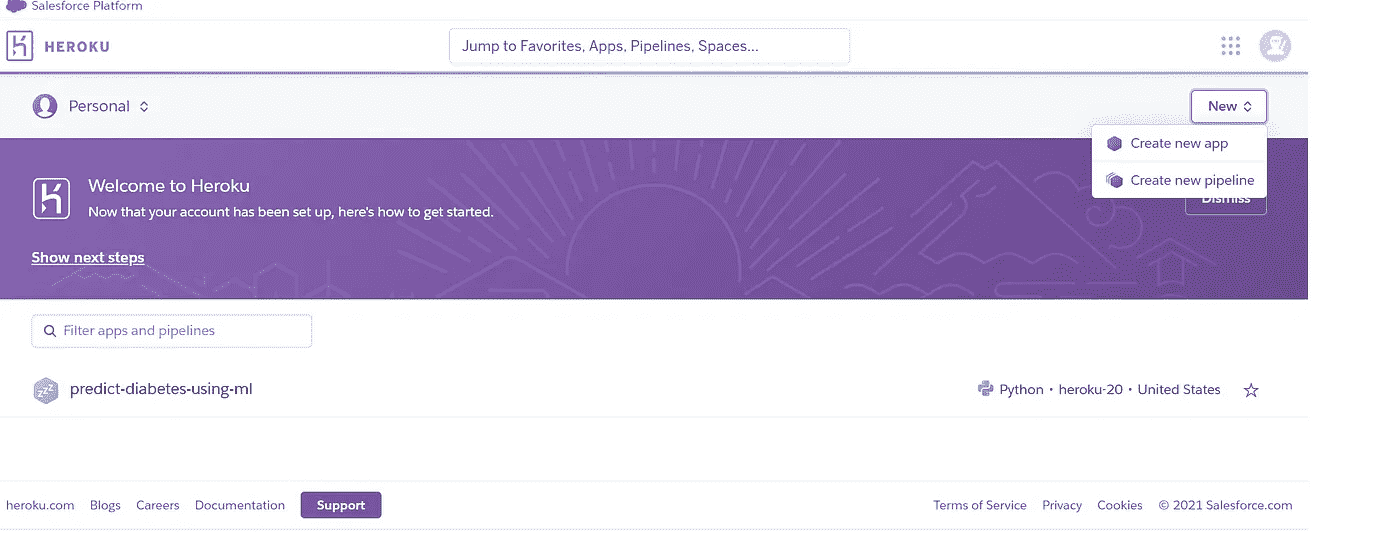 Salesforce Platform
HEROKU
Jump to Favorites, Apps, Pipelines, Spaces...
Personal
New
Create new app
Create new pipeline
Dismiss
Welcome to Heroku
Now that your account has been set up, here's how to get started.
Show next steps
Filter apps and pipelines
predict-diabetes-using-ml
Python • heroku-20 • United States
heroku.com Blogs Careers Documentation Support Terms of Service Privacy Cookies © 2021 Salesforce.com